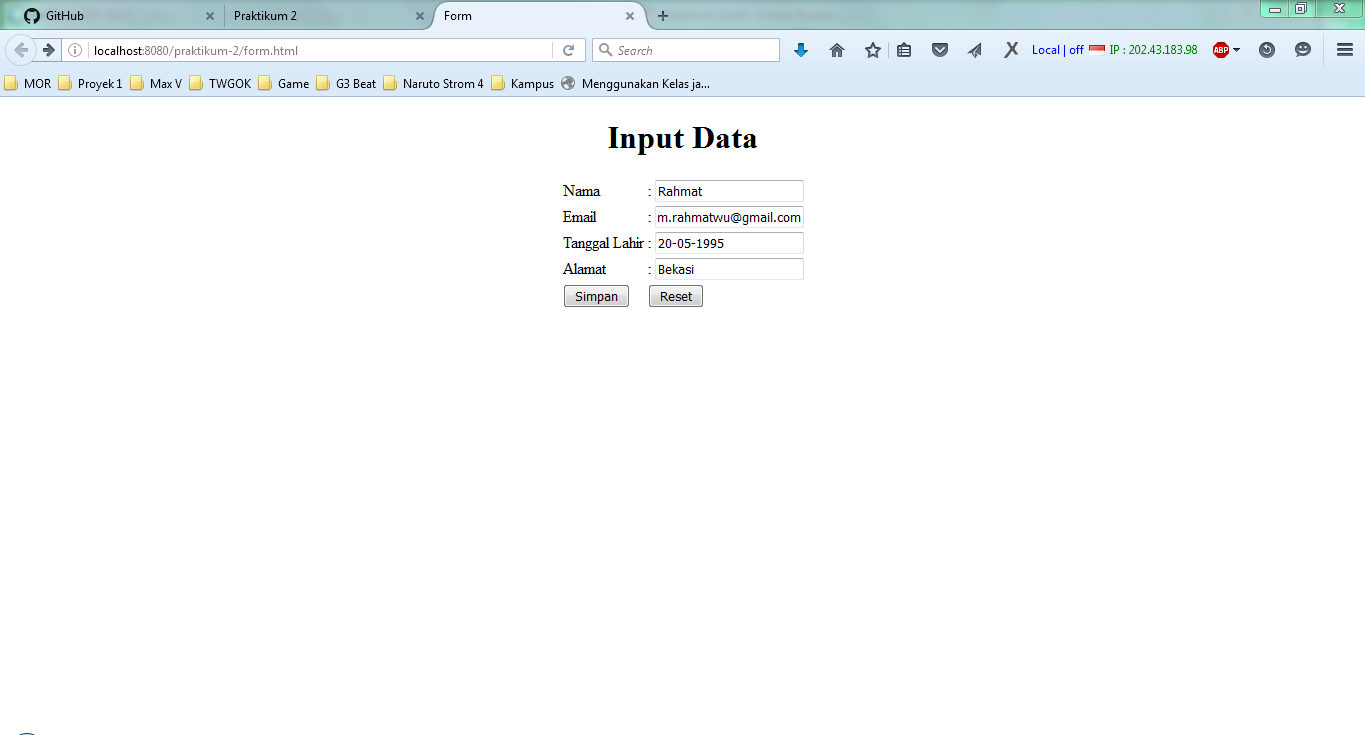 GitHub Praktikum 2 Form
localhost:8080/praktikum-2/form.html Search X Local | off IP : 202.43.183.98 ABP
MOR Proyek 1 Max V TWGOK Game G3 Beat Naruto Strom 4 Kampus Menggunakan Kelas ja...
Input Data
Nama : Rahmat
Email : m.rahmatwu@gmail.com
Tanggal Lahir : 20-05-1995
Alamat : Bekasi
Simpan Reset